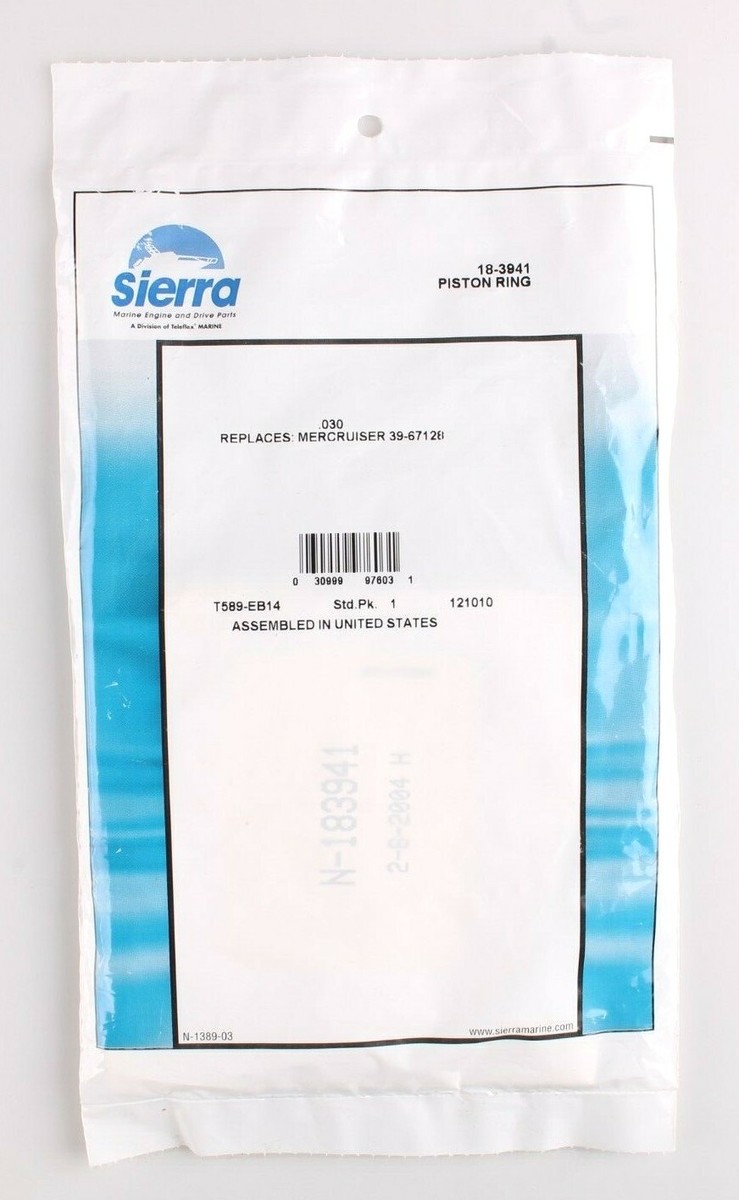 18-3941
PISTON RING
Sierra
Marine Engine and Drive Parts
A Division of Teleflex® MARINE
.030
REPLACES: MERCRUISER 39-67128
0 30999 97603 1
T589-EB14 Std.Pk. 1 121010
ASSEMBLED IN UNITED STATES
N-183941
2-6-2004 H
N-1389-03
www.sierramarine.com